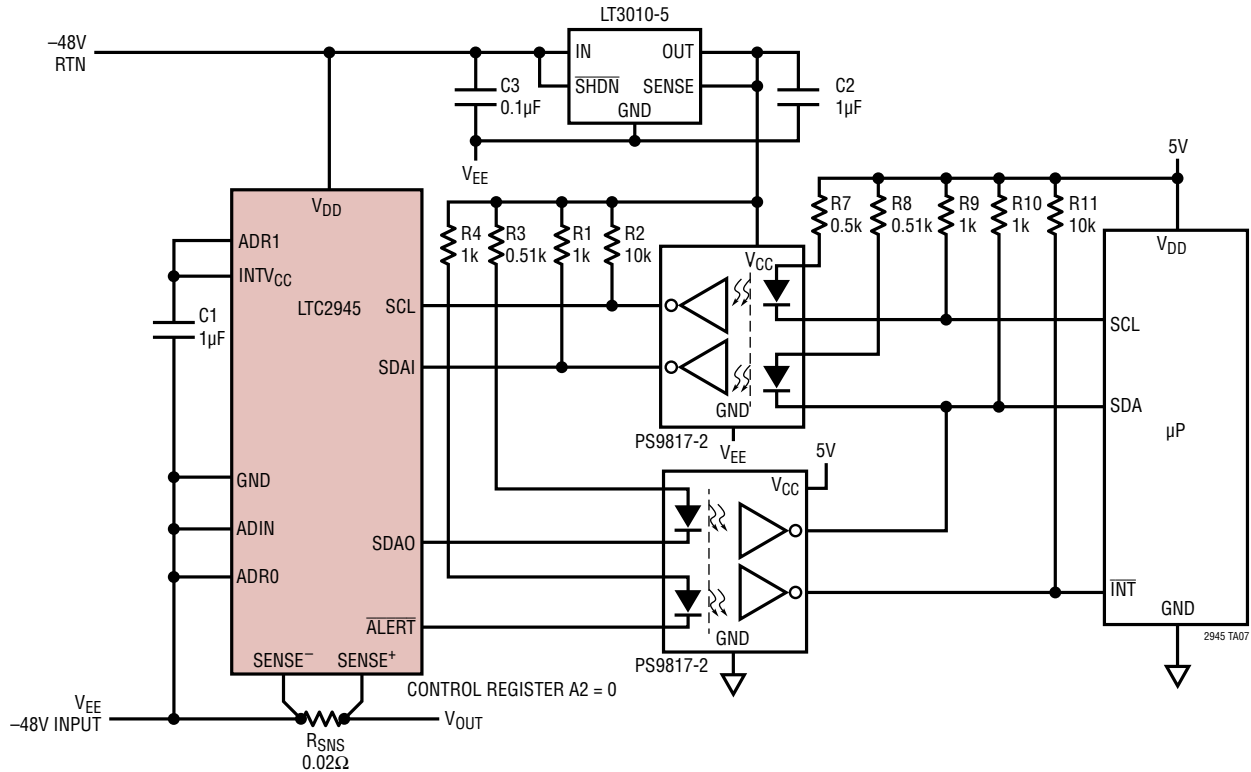 LT3010-5
–48V
RTN
IN
OUT
SHDN
SENSE
GND
C3
0.1µF
C2
1µF
VEE
5V
VDD
R4
1k
R3
0.51k
R1
1k
R2
10k
R7
0.5k
R8
0.51k
R9
1k
R10
1k
R11
10k
VDD
ADR1
INTVCC
LTC2945
SCL
VCC
SCL
C1
1µF
SDAI
GND
SDA
µP
PS9817-2
VEE
5V
VCC
GND
ADIN
SDAO
ADR0
INT
ALERT
GND
GND
2945 TA07
PS9817-2
SENSE–
SENSE+
CONTROL REGISTER A2 = 0
VEE
–48V INPUT
VOUT
RSNS
0.02Ω